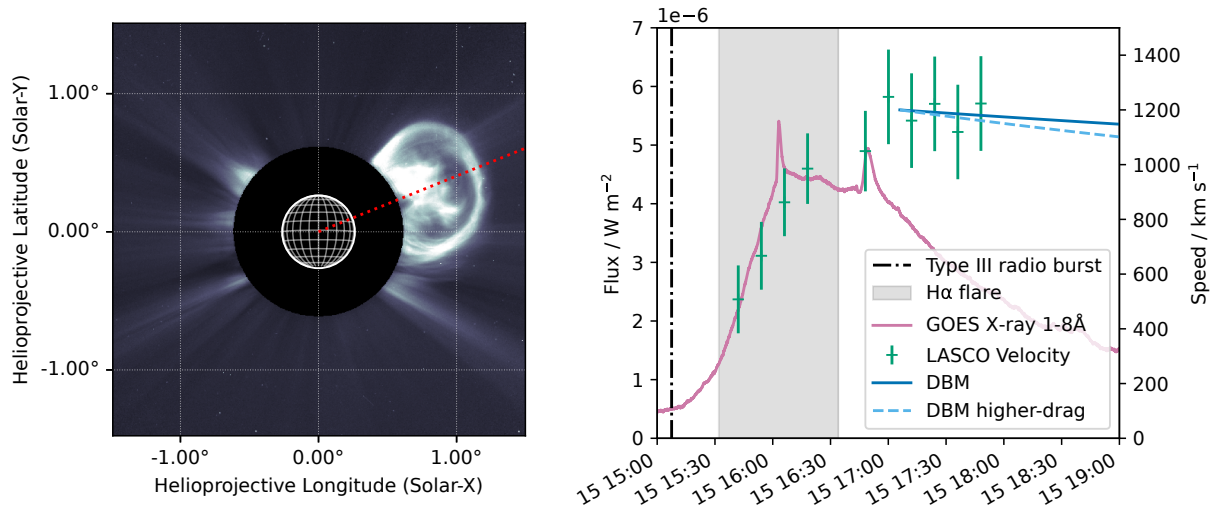 Helioprojective Latitude (Solar-Y)
1.00°
0.00°
-1.00°
-1.00°
0.00°
1.00°
Helioprojective Longitude (Solar-X)
1e−6
Flux / W m⁻²
7
6
5
4
3
2
1
0
1400
1200
1000
800
600
400
200
0
Speed / km s⁻¹
Type III radio burst
Hα flare
GOES X-ray 1-8Å
LASCO Velocity
DBM
DBM higher-drag
15 15:00
15 15:30
15 16:00
15 16:30
15 17:00
15 17:30
15 18:00
15 18:30
15 19:00